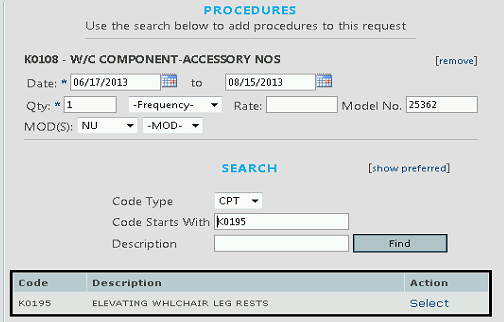 PROCEDURES
Use the search below to add procedures to this request
K0108 - W/C COMPONENT-ACCESSORY NOS [remove]
Date: * 06/17/2013 to 08/15/2013
Qty: * 1 -Frequency- Rate: Model No. 25362
MOD(S): NU -MOD-
SEARCH [show preferred]
Code Type CPT
Code Starts With K0195
Description Find
Code Description Action
K0195 ELEVATING WHLCHAIR LEG RESTS Select